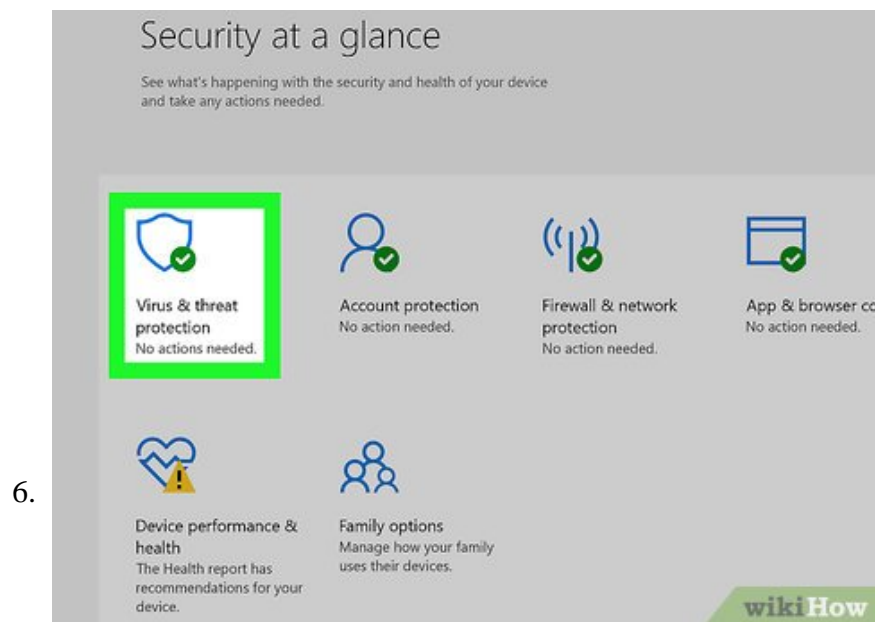 Security at a glance
See what's happening with the security and health of your device
and take any actions needed.
Virus & threat
protection
No actions needed.
Account protection
No action needed.
Firewall & network
protection
No action needed.
App & browser co
No action needed.
6.
Device performance &
health
The Health report has
recommendations for your
device.
Family options
Manage how your family
uses their devices.
wikiHow